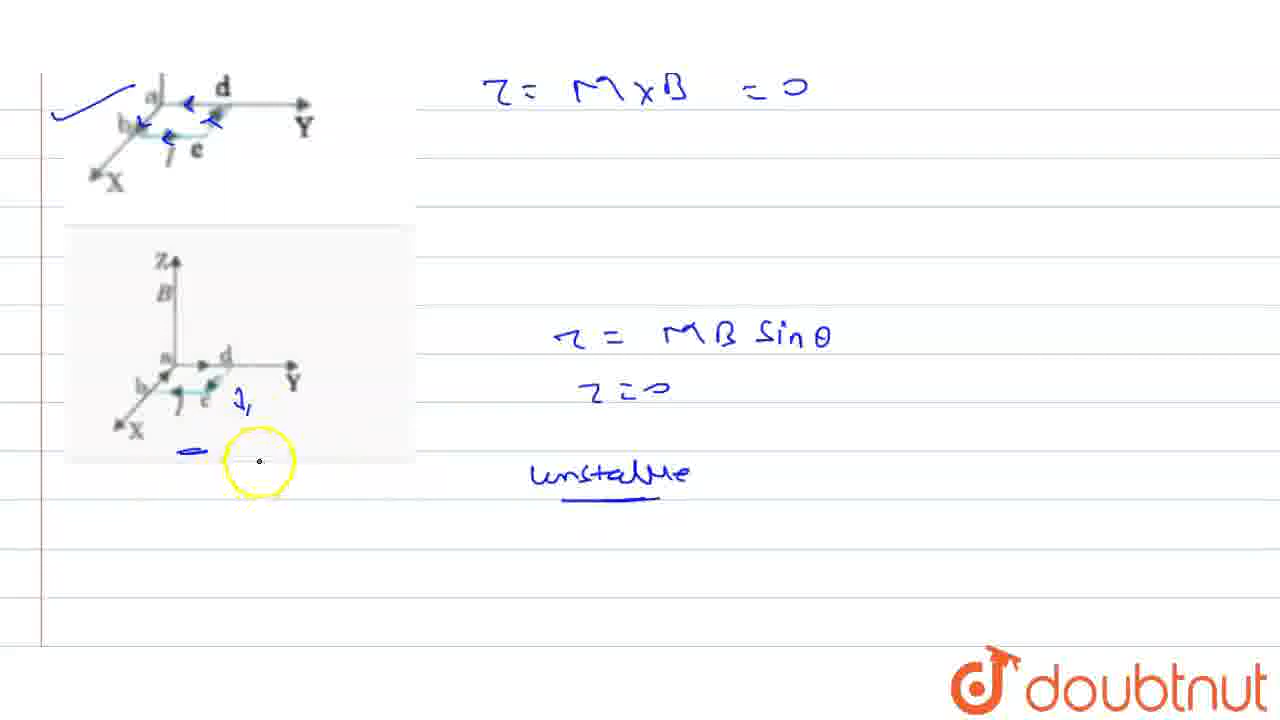 a d
b c
Y
I
X
τ = M × B = 0
Z
B
a d
b c
Y
I
X
τ = M B Sin θ
τ = 0
unstable
doubtnut